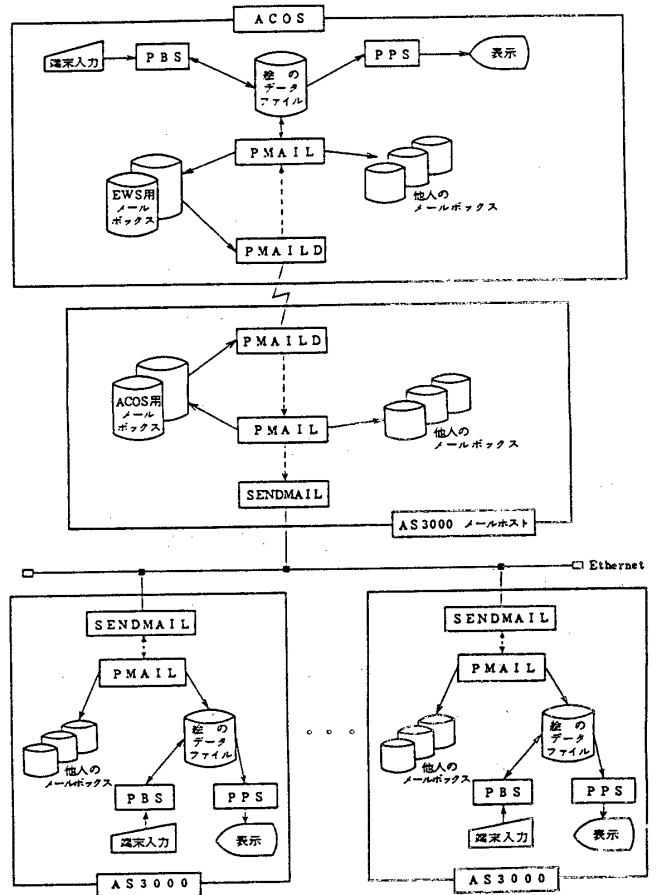 ACOS
端末入力
PBS
絵の
データ
ファイル
PPS
表示
PMAIL
EWS用
メール
ボックス
他人の
メールボックス
PMAILD
PMAILD
ACOS用
メール
ボックス
PMAIL
他人の
メールボックス
SENDMAIL
AS3000 メールホスト
Ethernet
SENDMAIL
PMAIL
絵の
データ
ファイル
他人の
メールボックス
PBS
PPS
端末入力
表示
AS3000
SENDMAIL
PMAIL
絵の
データ
ファイル
他人の
メールボックス
PBS
PPS
端末入力
表示
AS3000